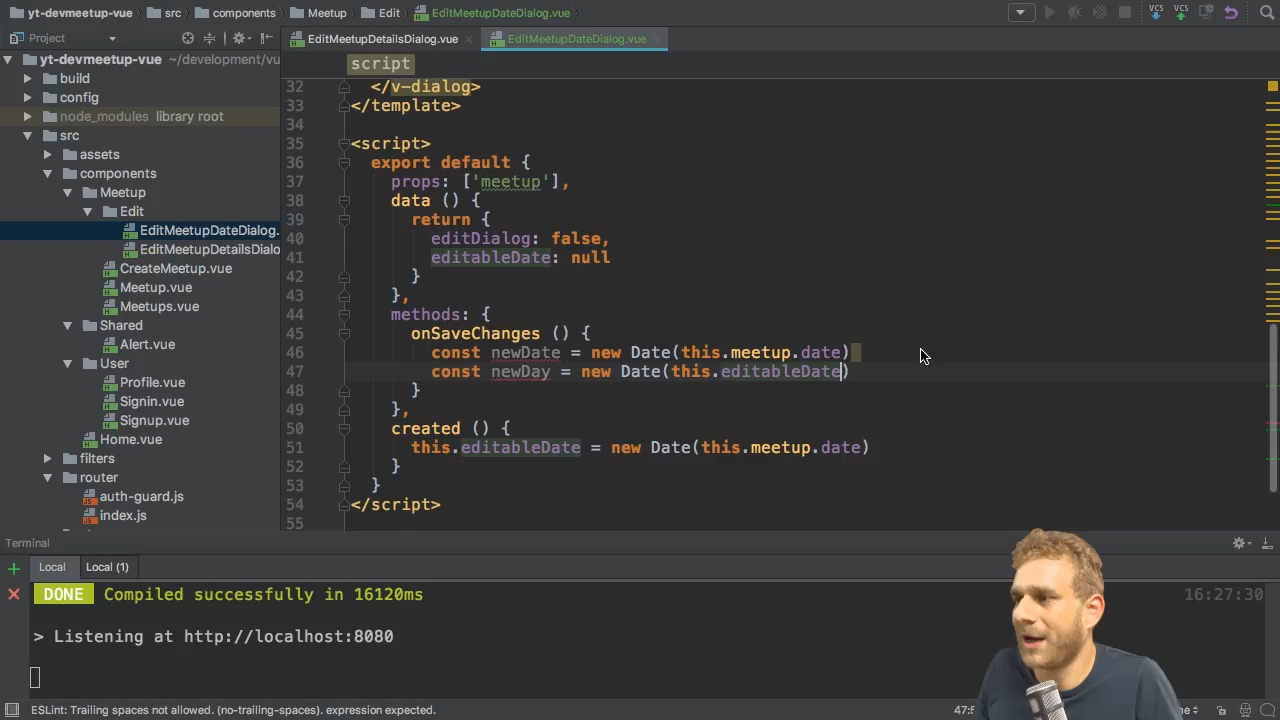 yt-devmeetup-vue src components Meetup Edit EditMeetupDateDialog.vue
Project
EditMeetupDetailsDialog.vue EditMeetupDateDialog.vue
yt-devmeetup-vue ~/development/vu
build
config
node_modules library root
src
assets
components
Meetup
Edit
EditMeetupDateDialog.
EditMeetupDetailsDialo
CreateMeetup.vue
Meetup.vue
Meetups.vue
Shared
Alert.vue
User
Profile.vue
Signin.vue
Signup.vue
Home.vue
filters
router
auth-guard.js
index.js
script
32 </v-dialog>
33 </template>
34
35 <script>
36 export default {
37 props: ['meetup'],
38 data () {
39 return {
40 editDialog: false,
41 editableDate: null
42 }
43 },
44 methods: {
45 onSaveChanges () {
46 const newDate = new Date(this.meetup.date)
47 const newDay = new Date(this.editableDate)
48 }
49 },
50 created () {
51 this.editableDate = new Date(this.meetup.date)
52 }
53 }
54 </script>
55
Terminal
Local Local (1)
DONE Compiled successfully in 16120ms 16:27:30
> Listening at http://localhost:8080
ESLint: Trailing spaces not allowed. (no-trailing-spaces). expression expected.